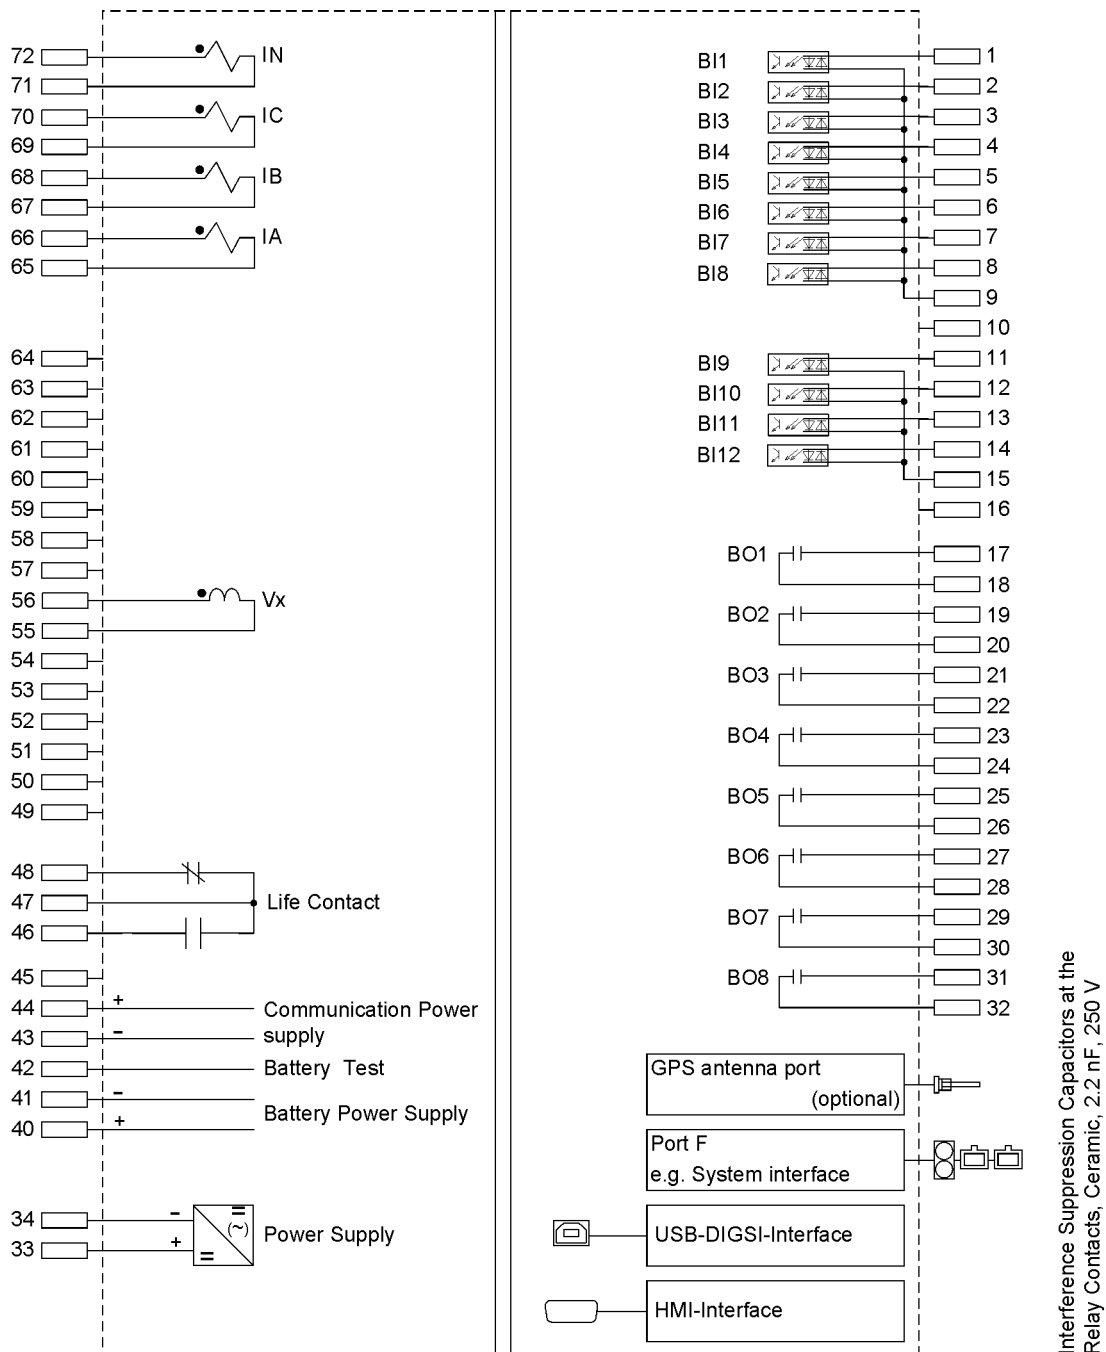 72
IN
71
70
IC
69
68
IB
67
66
IA
65
64
63
62
61
60
59
58
57
56
Vx
55
54
53
52
51
50
49
48
47
Life Contact
46
45
44
+
Communication Power
43
-
supply
42
Battery Test
41
-
Battery Power Supply
40
+
34
-
=
(~)
Power Supply
33
+
=
BI1
1
BI2
2
BI3
3
BI4
4
BI5
5
BI6
6
BI7
7
BI8
8
9
10
BI9
11
BI10
12
BI11
13
BI12
14
15
16
BO1
17
18
BO2
19
20
BO3
21
22
BO4
23
24
BO5
25
26
BO6
27
28
BO7
29
30
BO8
31
32
GPS antenna port
(optional)
Port F
e.g. System interface
USB-DIGSI-Interface
HMI-Interface
Interference Suppression Capacitors at the
Relay Contacts, Ceramic, 2.2 nF, 250 V